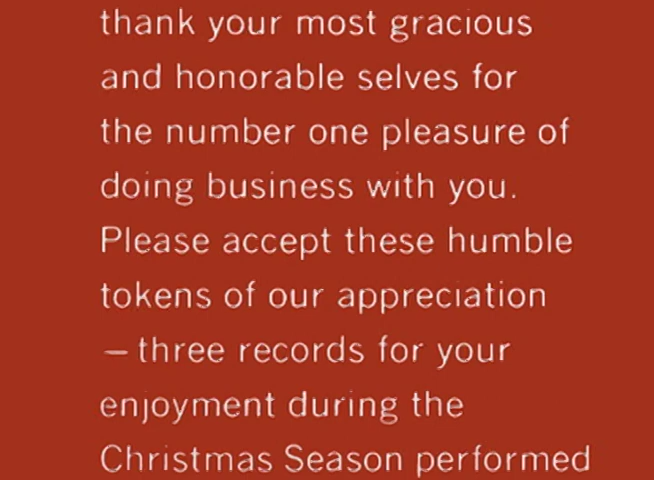 thank your most gracious
and honorable selves for
the number one pleasure of
doing business with you.
Please accept these humble
tokens of our appreciation
– three records for your
enjoyment during the
Christmas Season performed